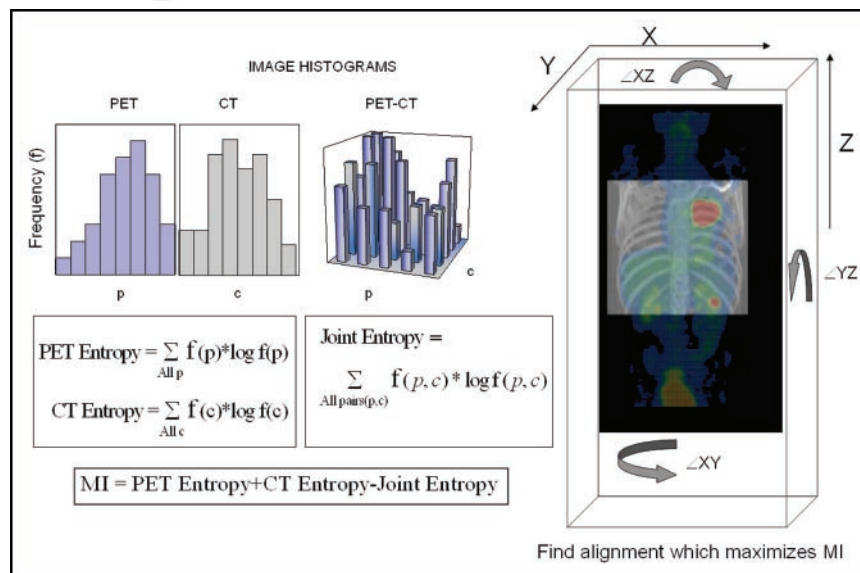 IMAGE HISTOGRAMS
PET
CT
PET-CT
Frequency (f)
p
c
p
c
PET Entropy = ∑ f(p)*log f(p)
All p
CT Entropy = ∑ f(c)*log f(c)
All c
Joint Entropy =
∑ f(p,c)*logf(p,c)
All pairs(p,c)
MI = PET Entropy+CT Entropy-Joint Entropy
X
Y
∠XZ
Z
∠YZ
∠XY
Find alignment which maximizes MI